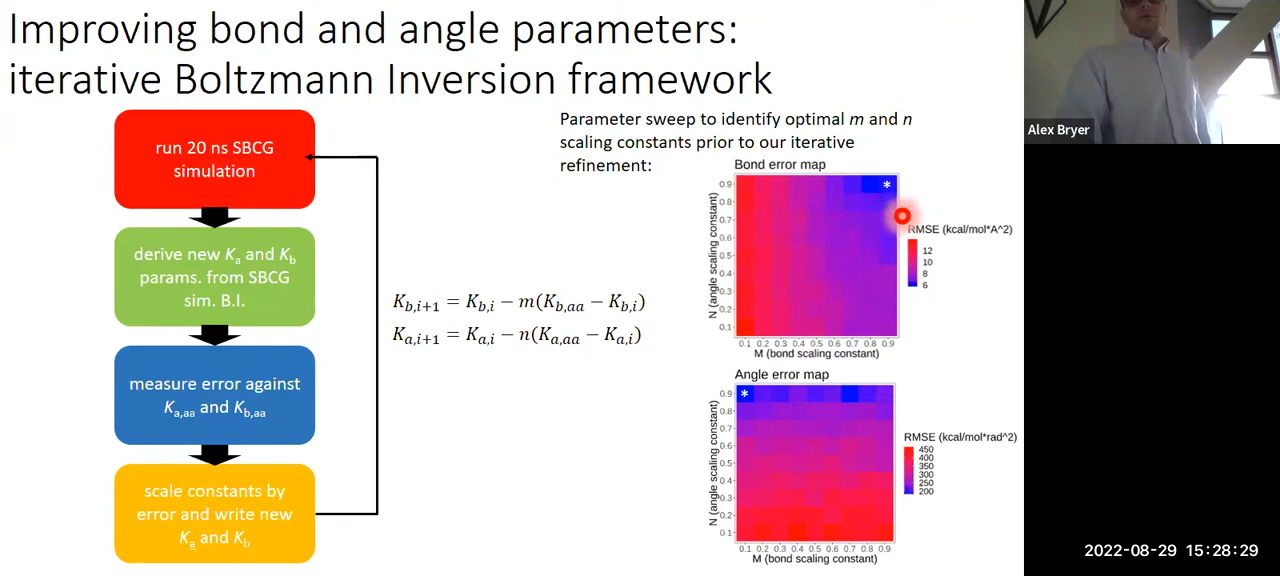 Improving bond and angle parameters:
iterative Boltzmann Inversion framework
run 20 ns SBCG
simulation
derive new Ka and Kb
params. from SBCG
sim. B.I.
measure error against
Ka,aa and Kb,aa
scale constants by
error and write new
Ka and Kb
K_{b,i+1} = K_{b,i} − m(K_{b,aa} − K_{b,i})
K_{a,i+1} = K_{a,i} − n(K_{a,aa} − K_{a,i})
Parameter sweep to identify optimal m and n
scaling constants prior to our iterative
refinement:
Bond error map
N (angle scaling constant)
0.9
0.8
0.7
0.6
0.5
0.4
0.3
0.2
0.1
*
0.1 0.2 0.3 0.4 0.5 0.6 0.7 0.8 0.9
M (bond scaling constant)
RMSE (kcal/mol*A^2)
12
10
8
6
Angle error map
N (angle scaling constant)
0.9
0.8
0.7
0.6
0.5
0.4
0.3
0.2
0.1
*
0.1 0.2 0.3 0.4 0.5 0.6 0.7 0.8 0.9
M (bond scaling constant)
RMSE (kcal/mol*rad^2)
450
400
350
300
250
200
Alex Bryer
2022-08-29 15:28:29